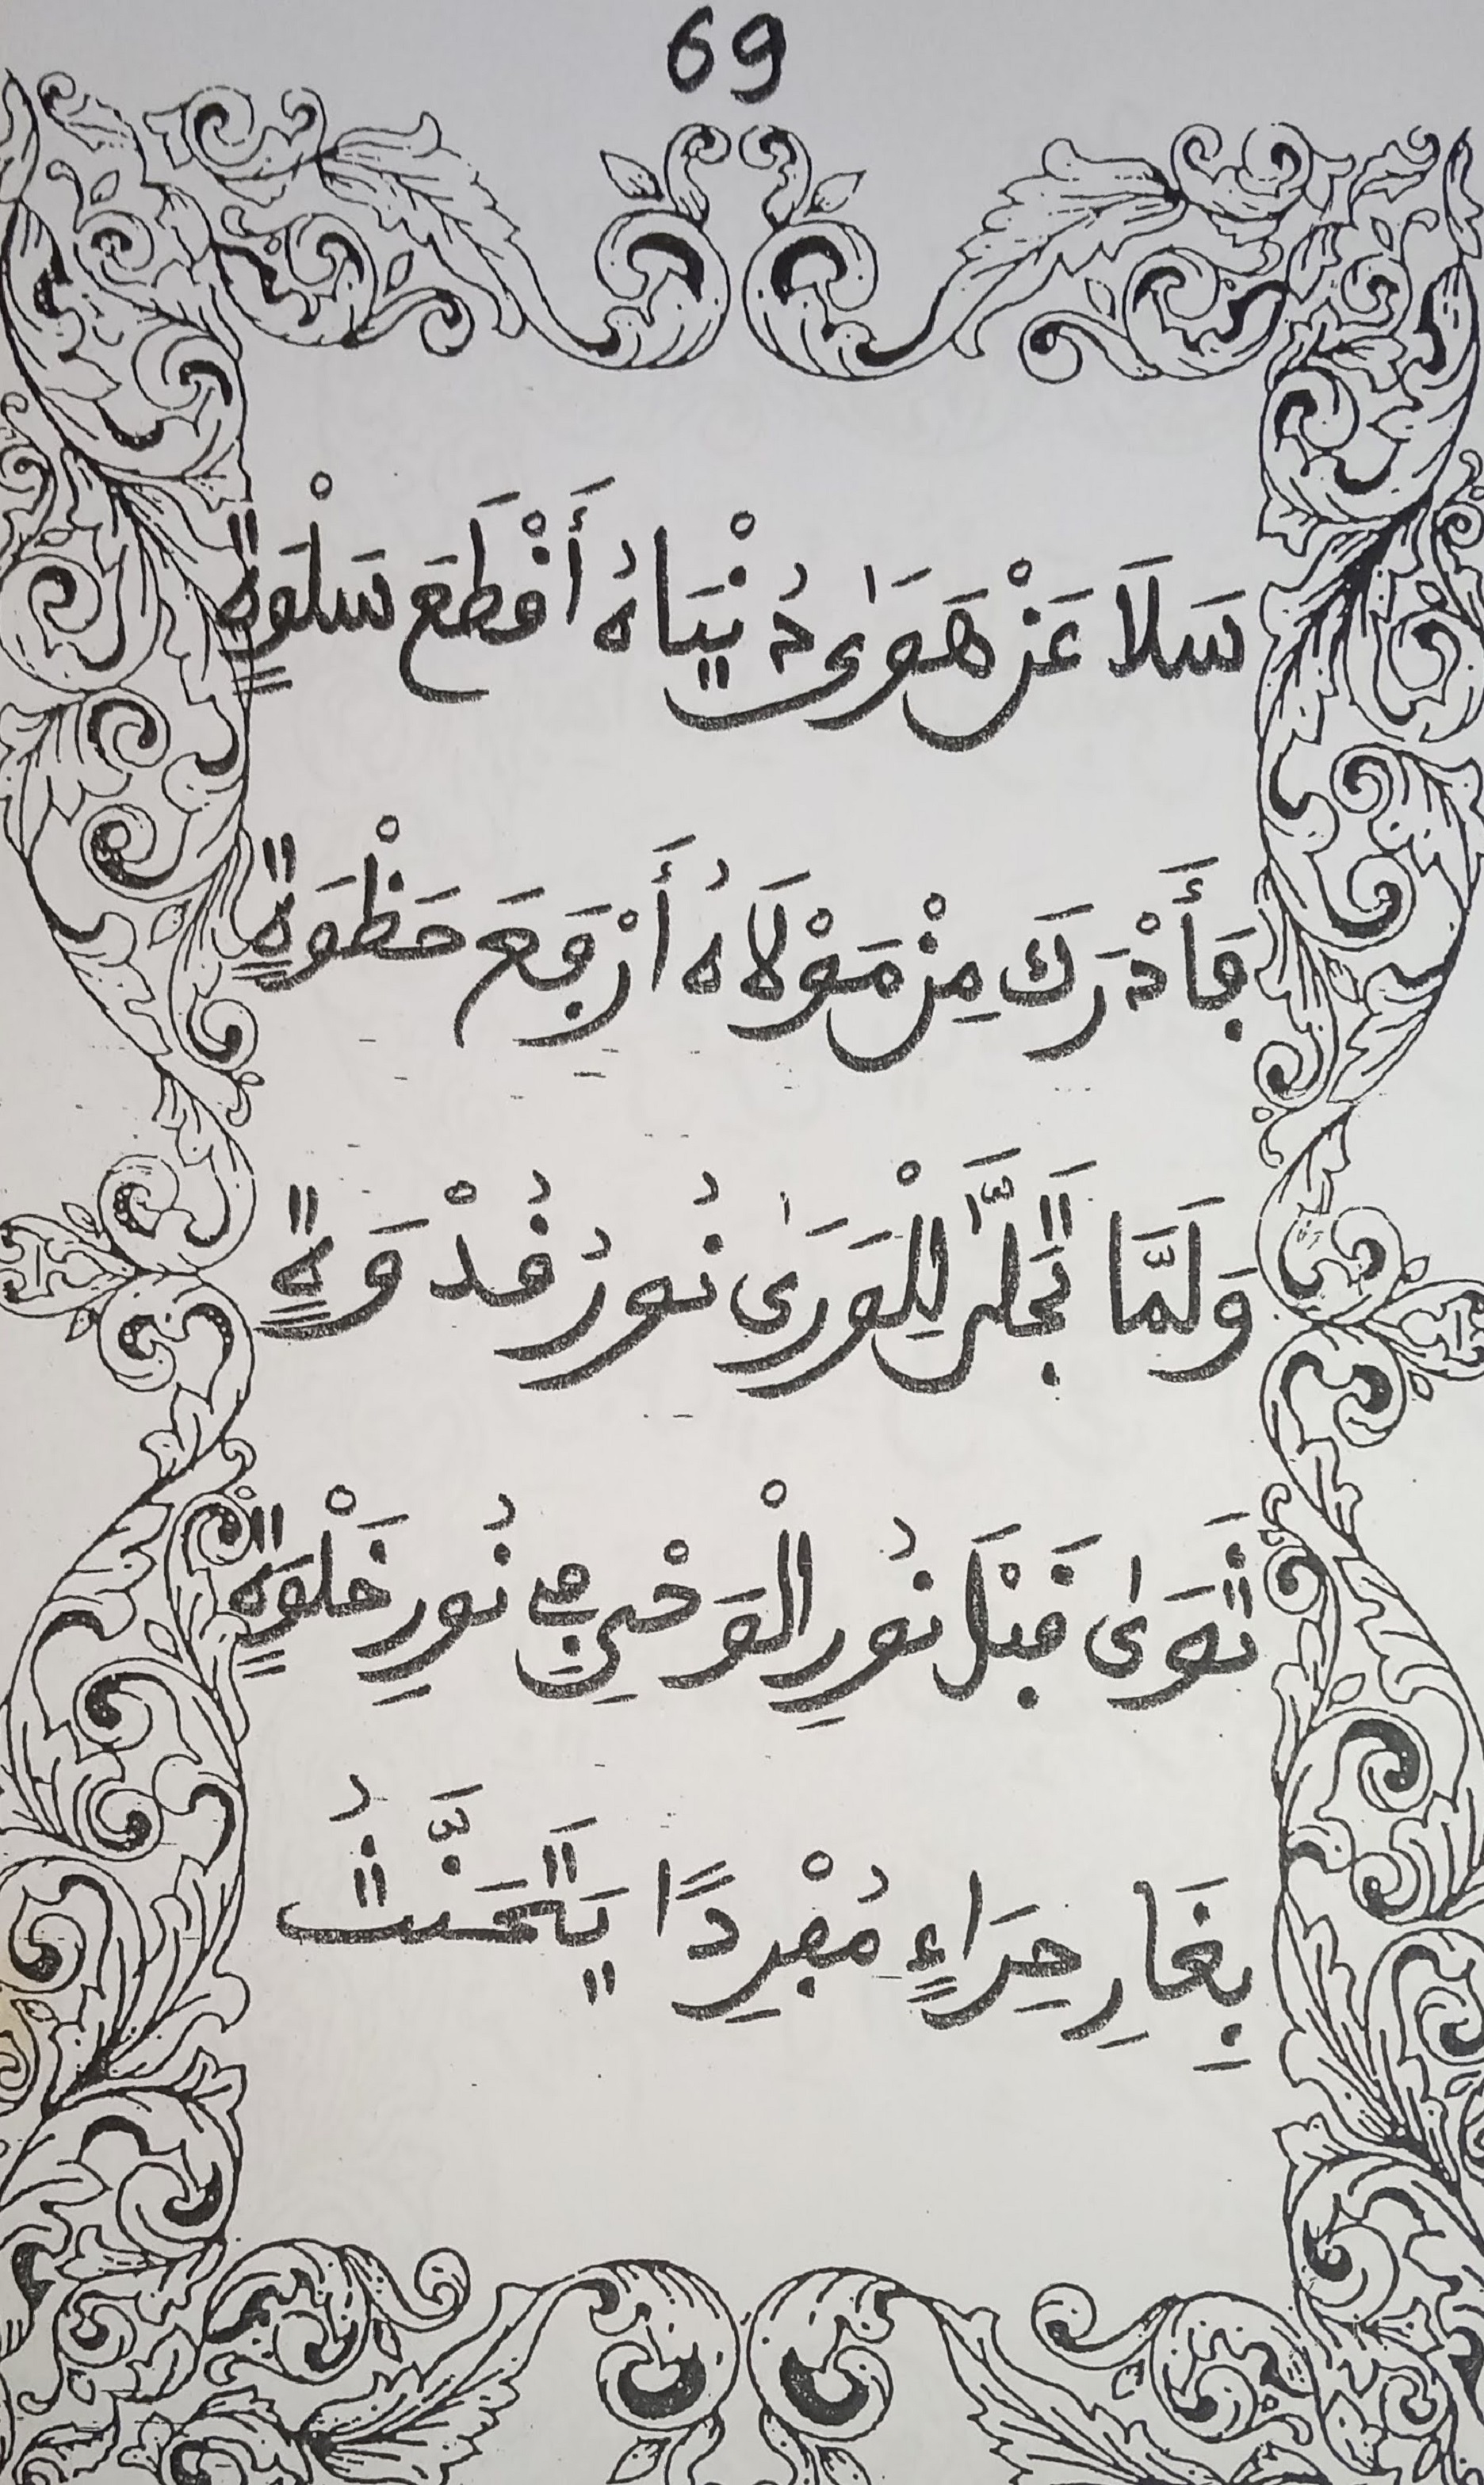 69
سَلَا عَنْ هَوَىٰ دُنْيَاهُ أَقْطَعَ سَلْوَةٍ
فَأَدْرَكَ مِنْ مَوْلَاهُ أَرْفَعَ حَظْوَةٍ
وَلَمَّا تَجَلَّىٰ لِلْوَرَىٰ نُورُ قُدْوَةٍ
ثَوَىٰ قَبْلَ نُورِ الْوَحْيِ فِي نُورِ خَلْوَةٍ
بِغَارِ حِرَاءٍ مُفْرِدًا يَتَحَنَّثُ